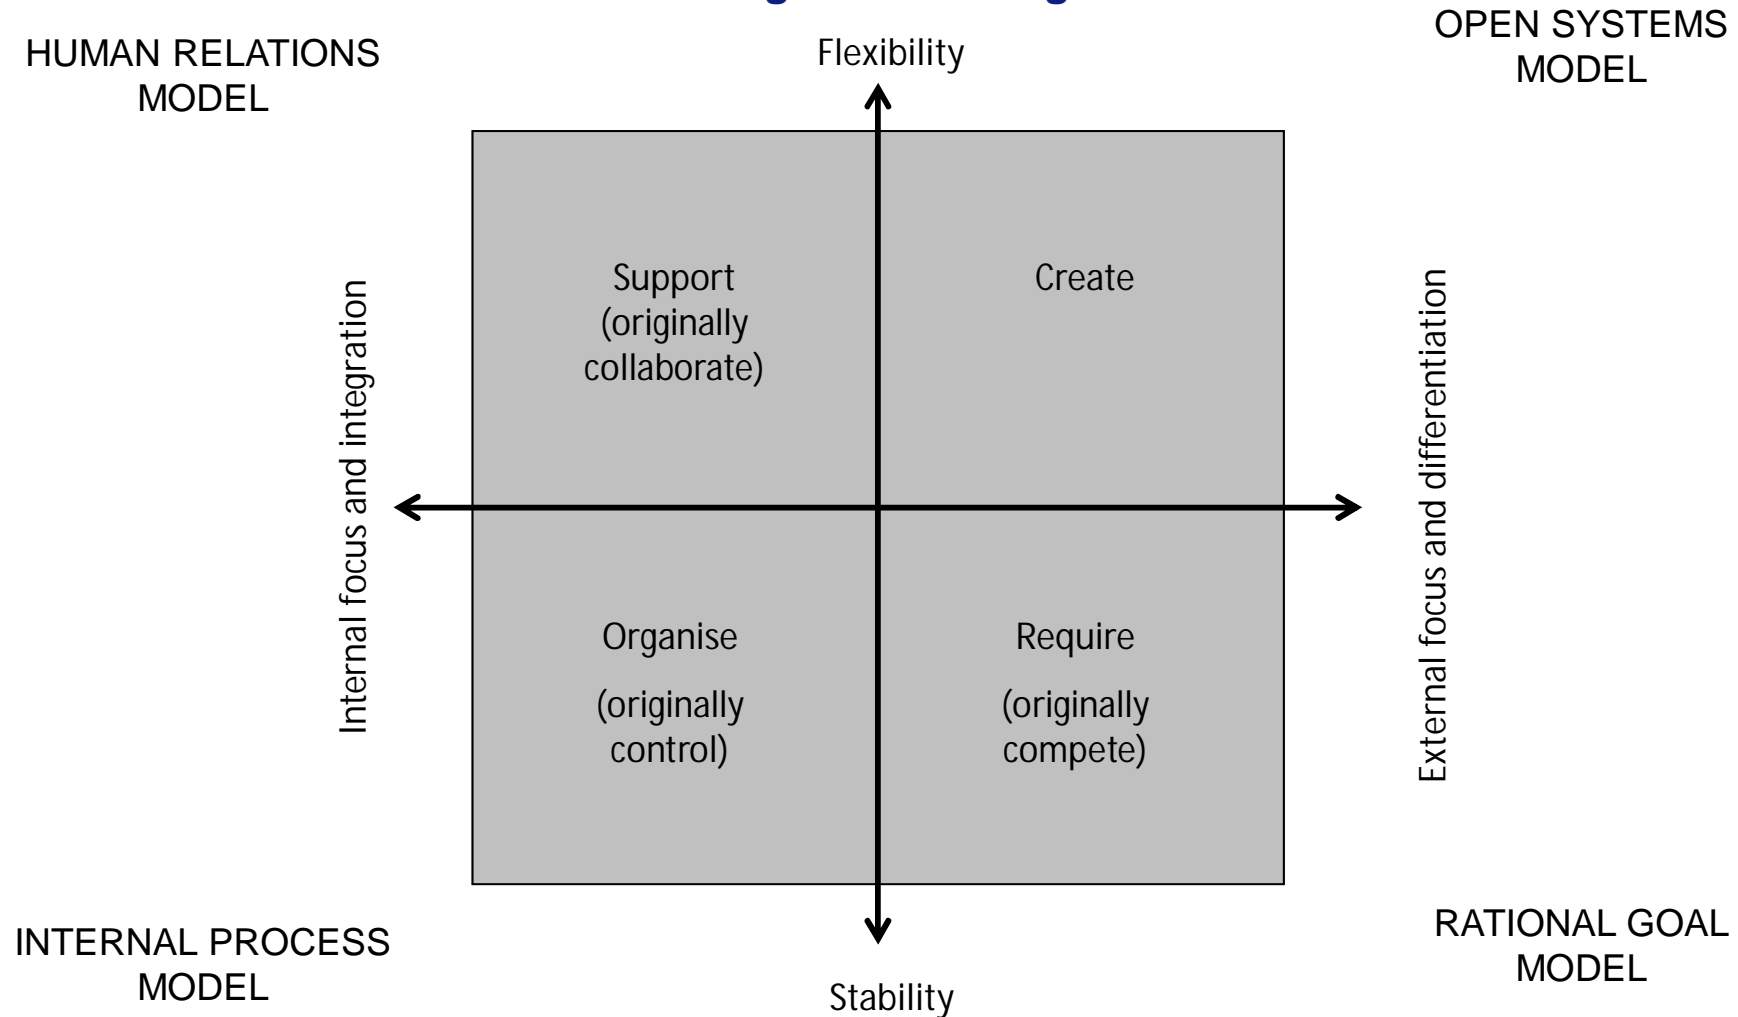 HUMAN RELATIONS
MODEL
Flexibility
OPEN SYSTEMS
MODEL
Support
(originally
collaborate)
Create
Internal focus and integration
External focus and differentiation
Organise
(originally
control)
Require
(originally
compete)
INTERNAL PROCESS
MODEL
Stability
RATIONAL GOAL
MODEL